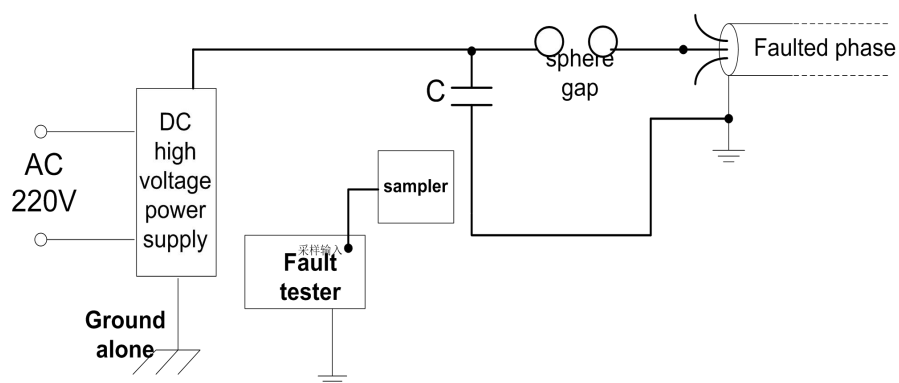 AC
220V
DC
high
voltage
power
supply
Ground
alone
采样输入
Fault
tester
sampler
C
sphere
gap
Faulted phase